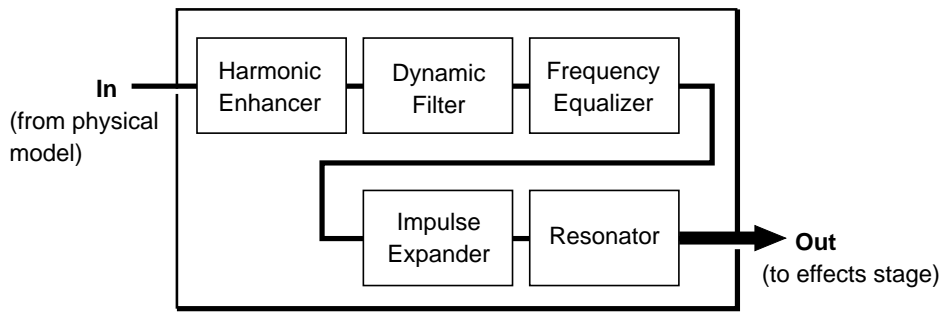 In
(from physical
model)
Harmonic
Enhancer
Dynamic
Filter
Frequency
Equalizer
Impulse
Expander
Resonator
Out
(to effects stage)